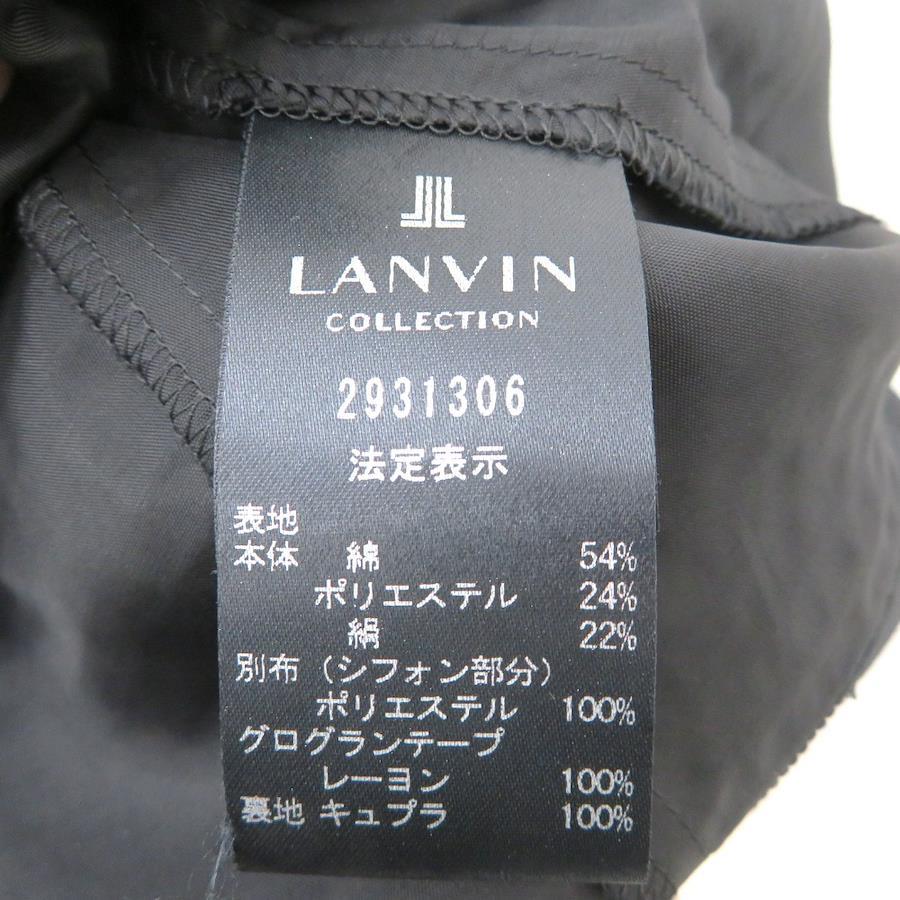 JL
LANVIN
COLLECTION
2931306
法定表示
表地
本体 綿 54%
ポリエステル 24%
絹 22%
別布(シフォン部分)
ポリエステル 100%
グログランテープ
レーヨン 100%
裏地 キュプラ 100%